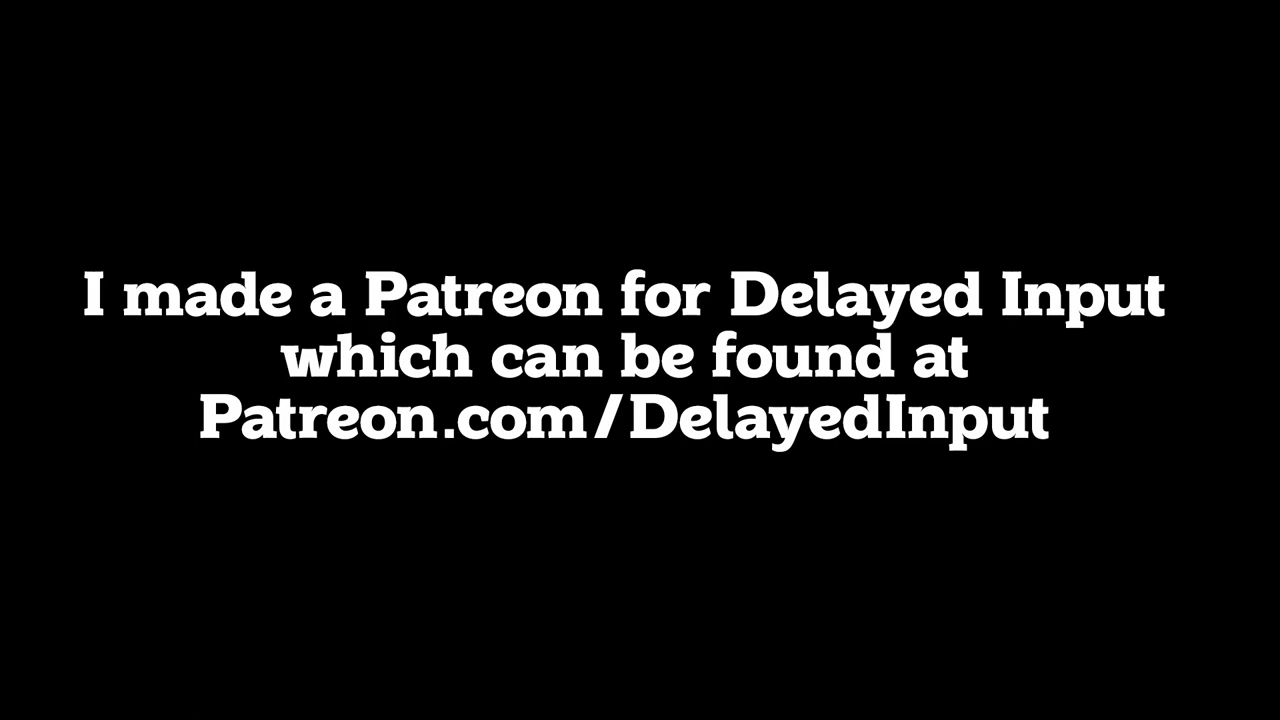 I made a Patreon for Delayed Input
which can be found at
Patreon.com/DelayedInput